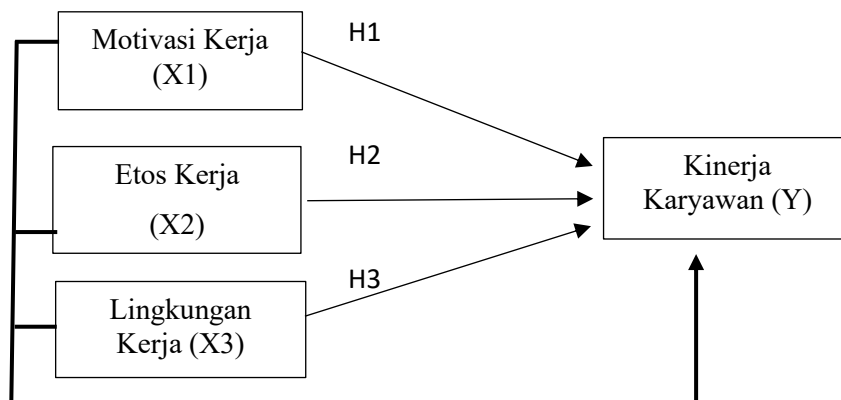 Motivasi Kerja
(X1)
H1
Etos Kerja
(X2)
H2
Lingkungan
Kerja (X3)
H3
Kinerja
Karyawan (Y)